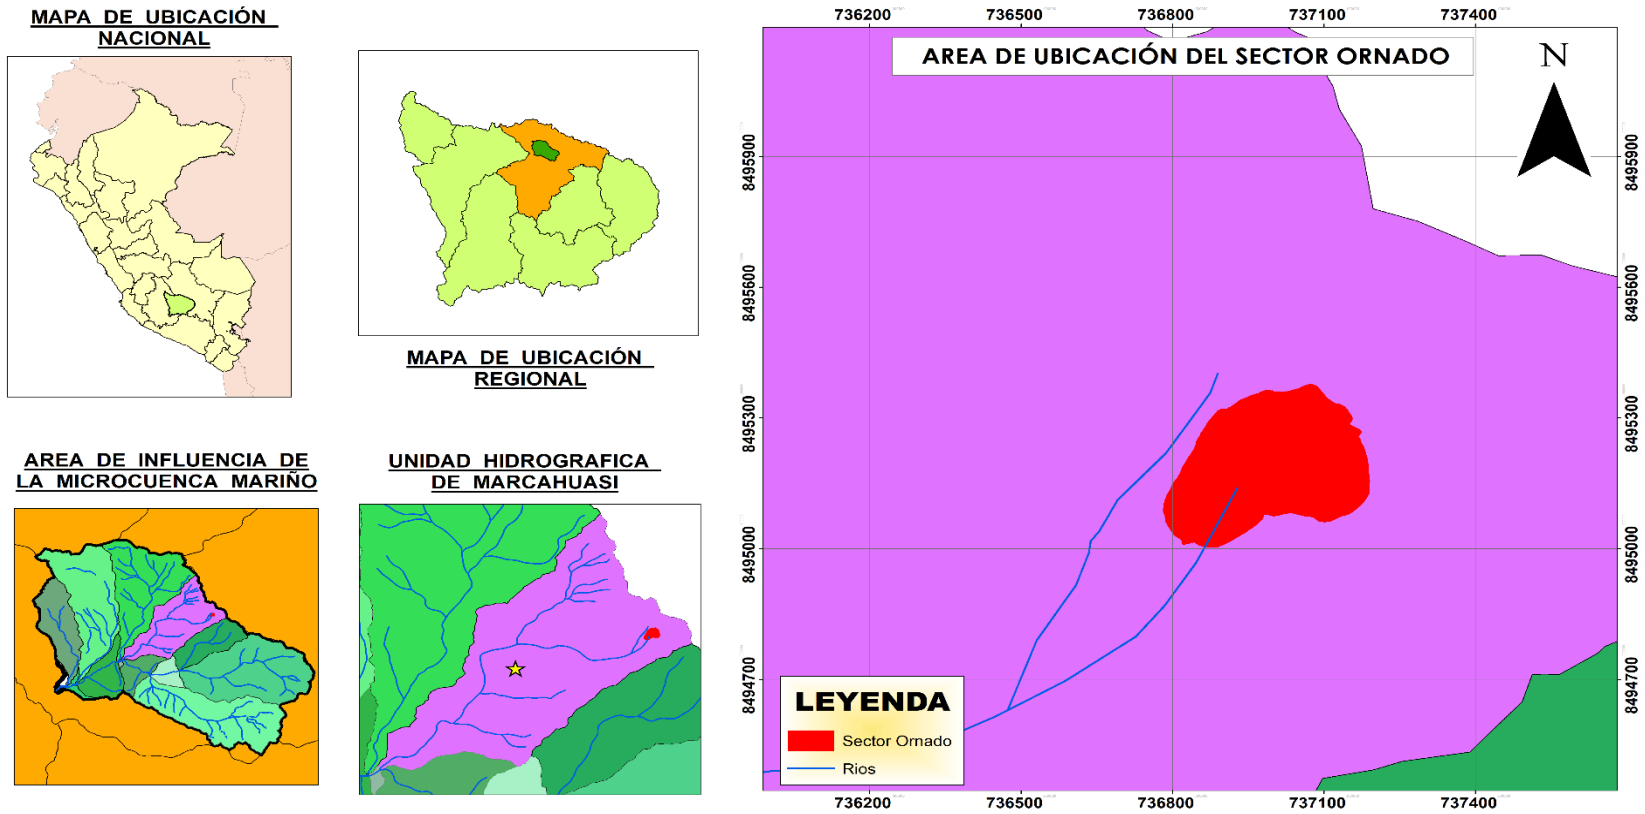 MAPA DE UBICACIÓN
NACIONAL
MAPA DE UBICACIÓN
REGIONAL
AREA DE INFLUENCIA DE
LA MICROCUENCA MARIÑO
UNIDAD HIDROGRAFICA
DE MARCAHUASI
736200 736500 736800 737100 737400
AREA DE UBICACIÓN DEL SECTOR ORNADO
N
8495900 8495900
8495600 8495600
8495300 8495300
8495000 8495000
8494700 8494700
LEYENDA
Sector Ornado
Rios
736200 736500 736800 737100 737400